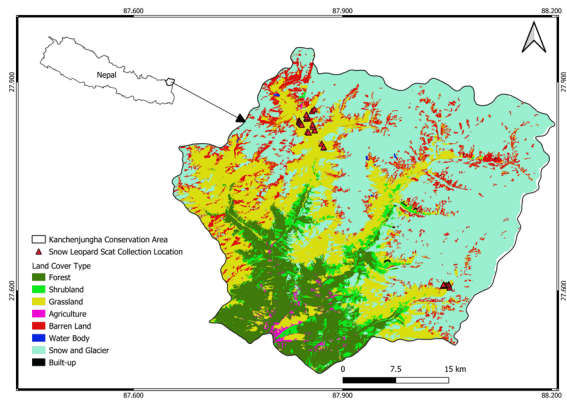 87.600 87.900 88.200
Nepal
27.900 27.900
Kanchenjungha Conservation Area
Snow Leopard Scat Collection Location
Land Cover Type
Forest
Shrubland
Grassland
Agriculture
Barren Land
Water Body
Snow and Glacier
Built-up
27.600 27.600
0 7.5 15 km
87.600 87.900 88.200